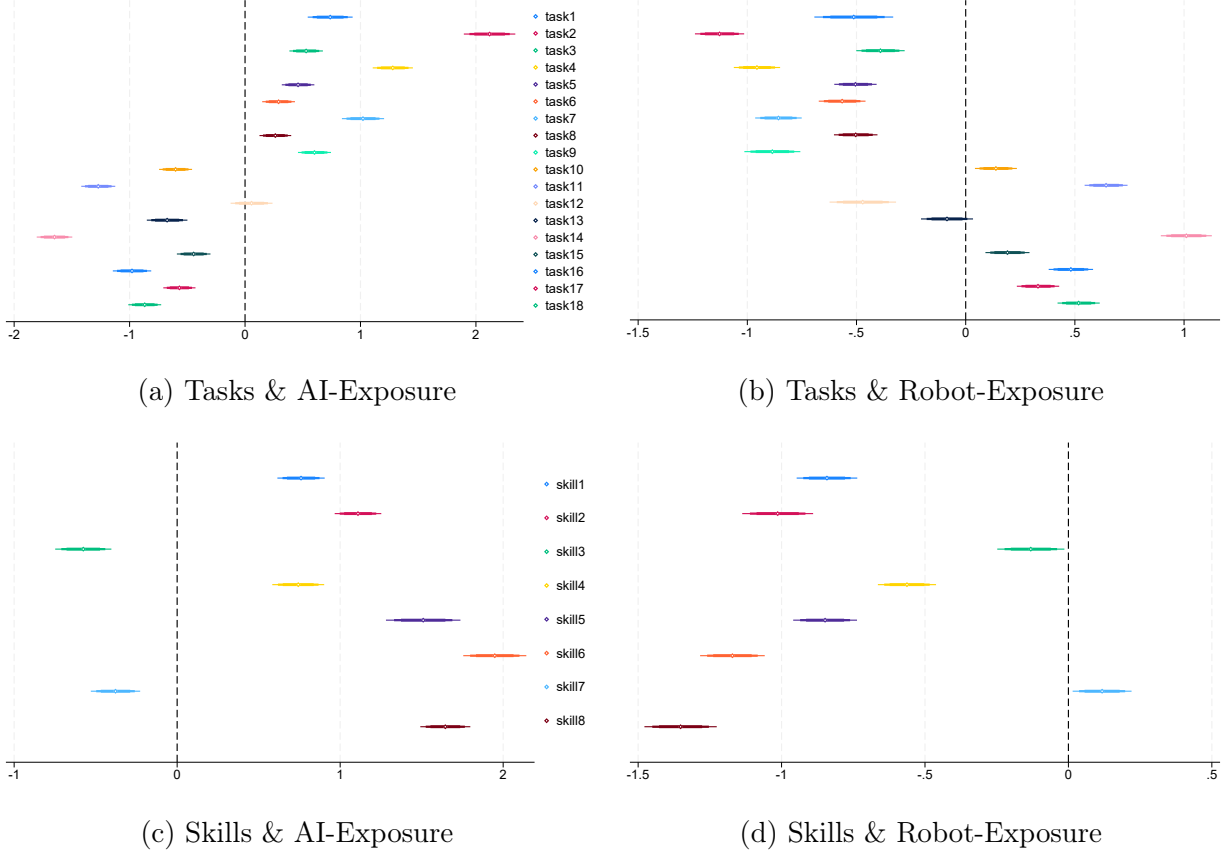 task1
task2
task3
task4
task5
task6
task7
task8
task9
task10
task11
task12
task13
task14
task15
task16
task17
task18
-2 -1 0 1 2
-1.5 -1 -.5 0 .5 1
(a) Tasks & AI-Exposure
(b) Tasks & Robot-Exposure
skill1
skill2
skill3
skill4
skill5
skill6
skill7
skill8
-1 0 1 2
-1.5 -1 -.5 0 .5
(c) Skills & AI-Exposure
(d) Skills & Robot-Exposure